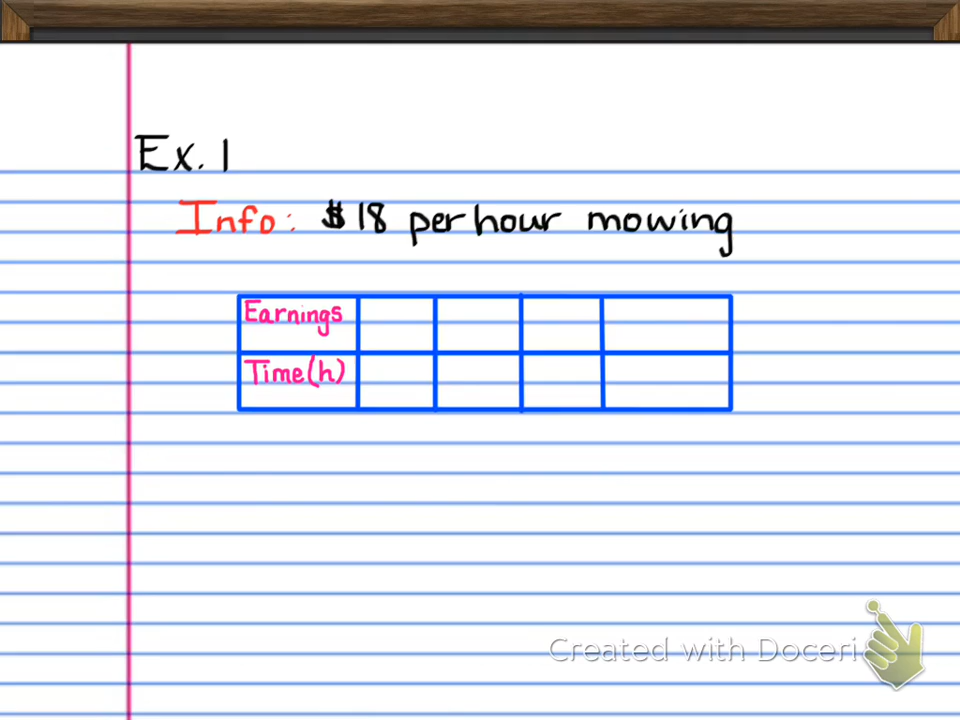 Ex. 1
Info: $18 per hour mowing
Earnings
Time(h)
Created with Doceri